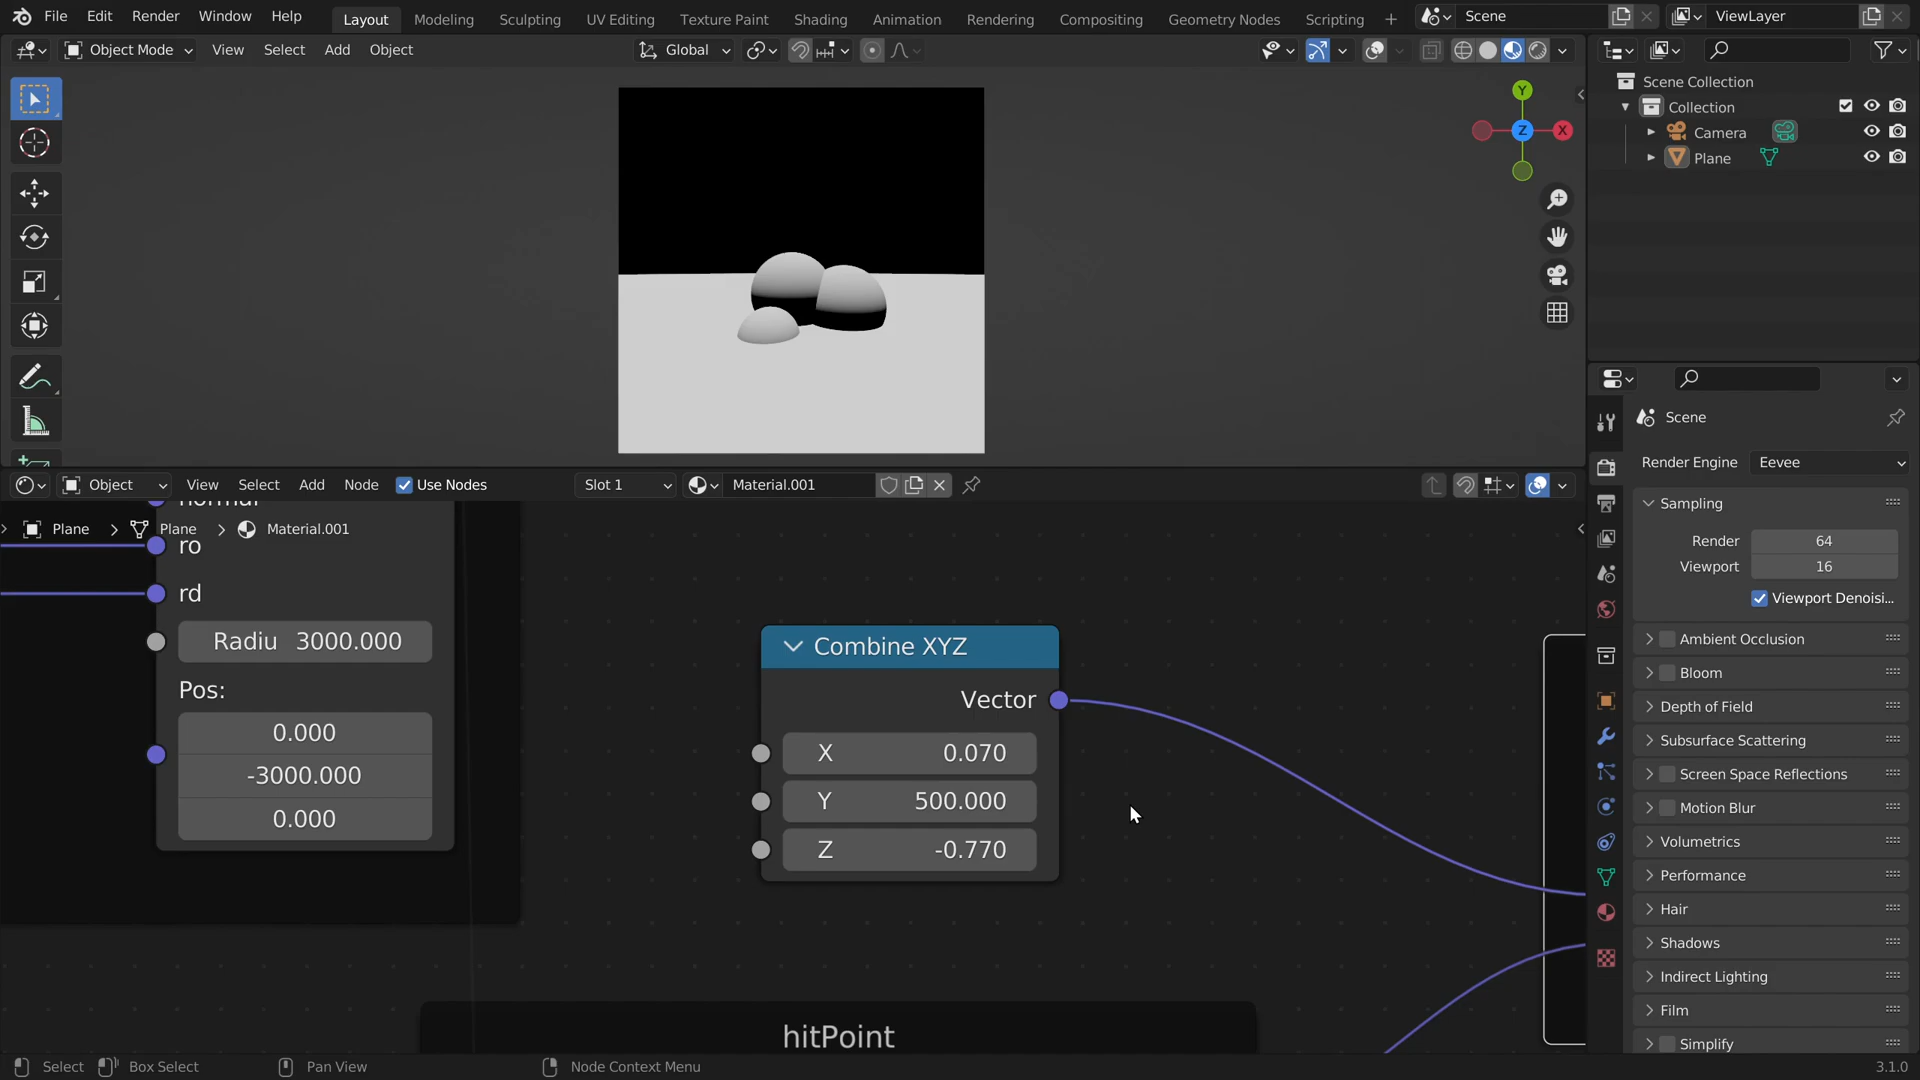 File Edit Render Window Help Layout Modeling Sculpting UV Editing Texture Paint Shading Animation Rendering Compositing Geometry Nodes Scripting + Scene ViewLayer
Object Mode View Select Add Object Global
Scene Collection
Collection
Camera
Plane
Y
Z X
Scene
Render Engine Eevee
Sampling
Render 64
Viewport 16
Viewport Denoisi...
Ambient Occlusion
Bloom
Depth of Field
Subsurface Scattering
Screen Space Reflections
Motion Blur
Volumetrics
Performance
Hair
Shadows
Indirect Lighting
Film
Simplify
Object View Select Add Node Use Nodes Slot 1 Material.001
normal
Plane Plane Material.001
ro
rd
Radiu 3000.000
Pos:
0.000
-3000.000
0.000
Combine XYZ
Vector
X 0.070
Y 500.000
Z -0.770
hitPoint
Select Box Select Pan View Node Context Menu 3.1.0